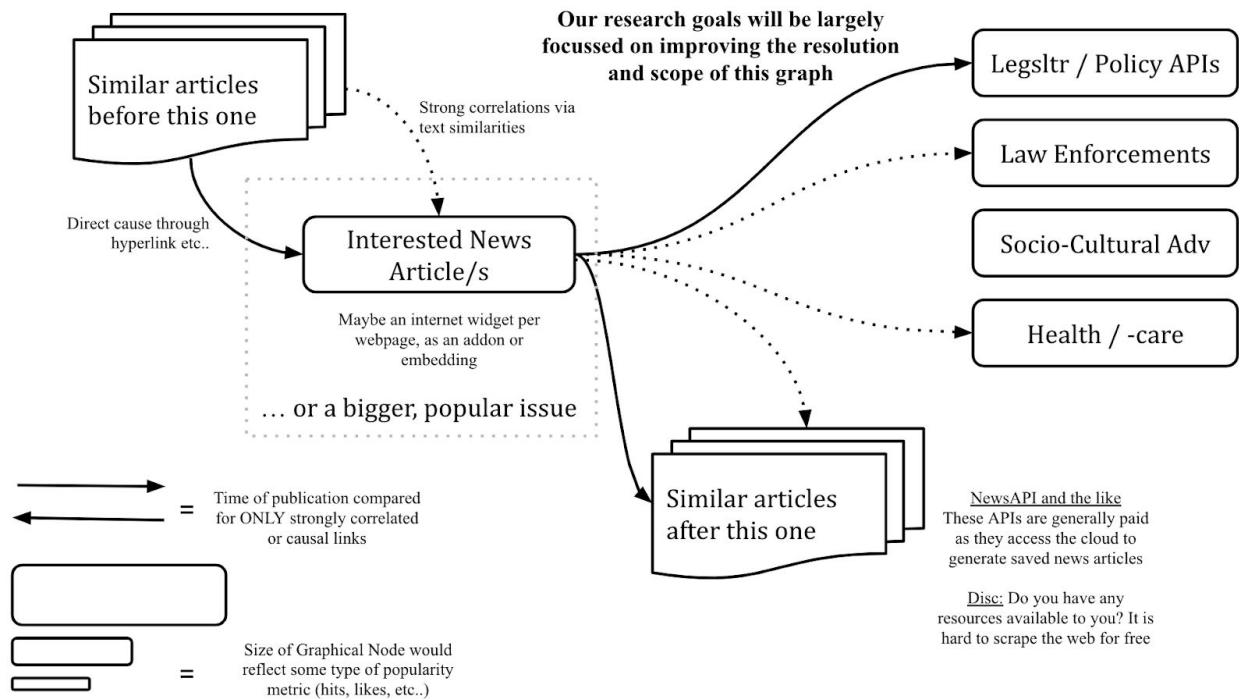 Our research goals will be largely
focussed on improving the resolution
and scope of this graph
Similar articles
before this one
Strong correlations via
text similarities
Direct cause through
hyperlink etc..
Interested News
Article/s
Maybe an internet widget per
webpage, as an addon or
embedding
… or a bigger, popular issue
Legsltr / Policy APIs
Law Enforcements
Socio-Cultural Adv
Health / -care
Similar articles
after this one
NewsAPI and the like
These APIs are generally paid
as they access the cloud to
generate saved news articles
Disc: Do you have any
resources available to you? It is
hard to scrape the web for free
=
Time of publication compared
for ONLY strongly correlated
or causal links
=
Size of Graphical Node would
reflect some type of popularity
metric (hits, likes, etc..)